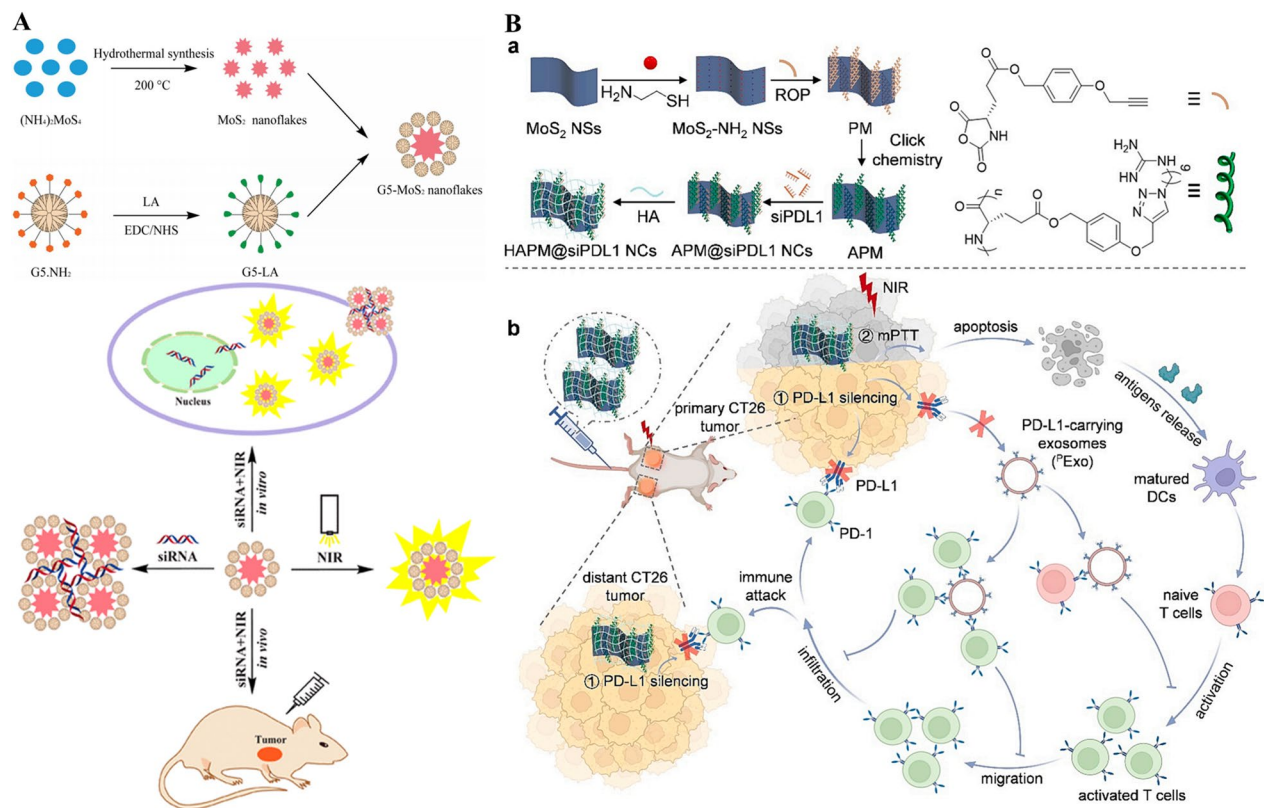 A
Hydrothermal synthesis
200 °C
(NH₄)₂MoS₄
MoS₂ nanoflakes
G5-MoS₂ nanoflakes
LA
EDC/NHS
G5.NH₂
G5-LA
Nucleus
siRNA+NIR
in vitro
siRNA
NIR
siRNA+NIR
in vivo
Tumor
B
a
H₂N
SH
ROP
MoS₂ NSs
MoS₂-NH₂ NSs
PM
Click
chemistry
HA
siPDL1
HAPM@siPDL1 NCs
APM@siPDL1 NCs
APM
O
O
O
O
O
NH
O
≡
NH
H₂N
N
H
6
N
N
N
≡
O
n
O
O
N
H
O
b
NIR
② mPTT
apoptosis
① PD-L1 silencing
primary CT26
tumor
antigens release
PD-L1-carrying
exosomes
(ᴾExo)
matured
DCs
PD-L1
PD-1
distant CT26
tumor
immune
attack
naive
T cells
① PD-L1 silencing
infiltration
activation
migration
activated T cells